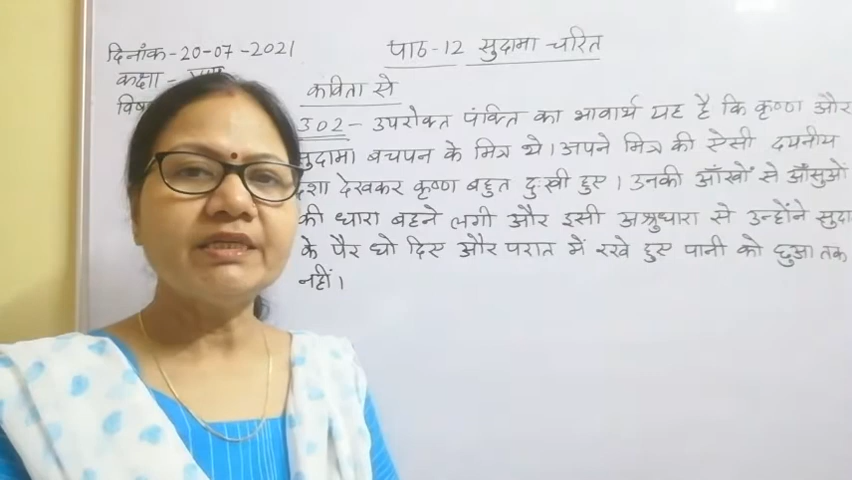 दिनांक-20-07-2021
पाठ-12 सुदामा चरित
कक्षा -
कविता से
उ02- उपरोक्त पंक्ति का भावार्थ यह है कि कृष्ण और
सुदामा बचपन के मित्र थे। अपने मित्र की ऐसी दयनीय
दशा देखकर कृष्ण बहुत दुःखी हुए। उनकी आँखों से आँसुओं
की धारा बहने लगी और इसी अश्रुधारा से उन्होंने सुदा
के पैर धो दिए और परात में रखे हुए पानी को छुआ तक
नहीं।